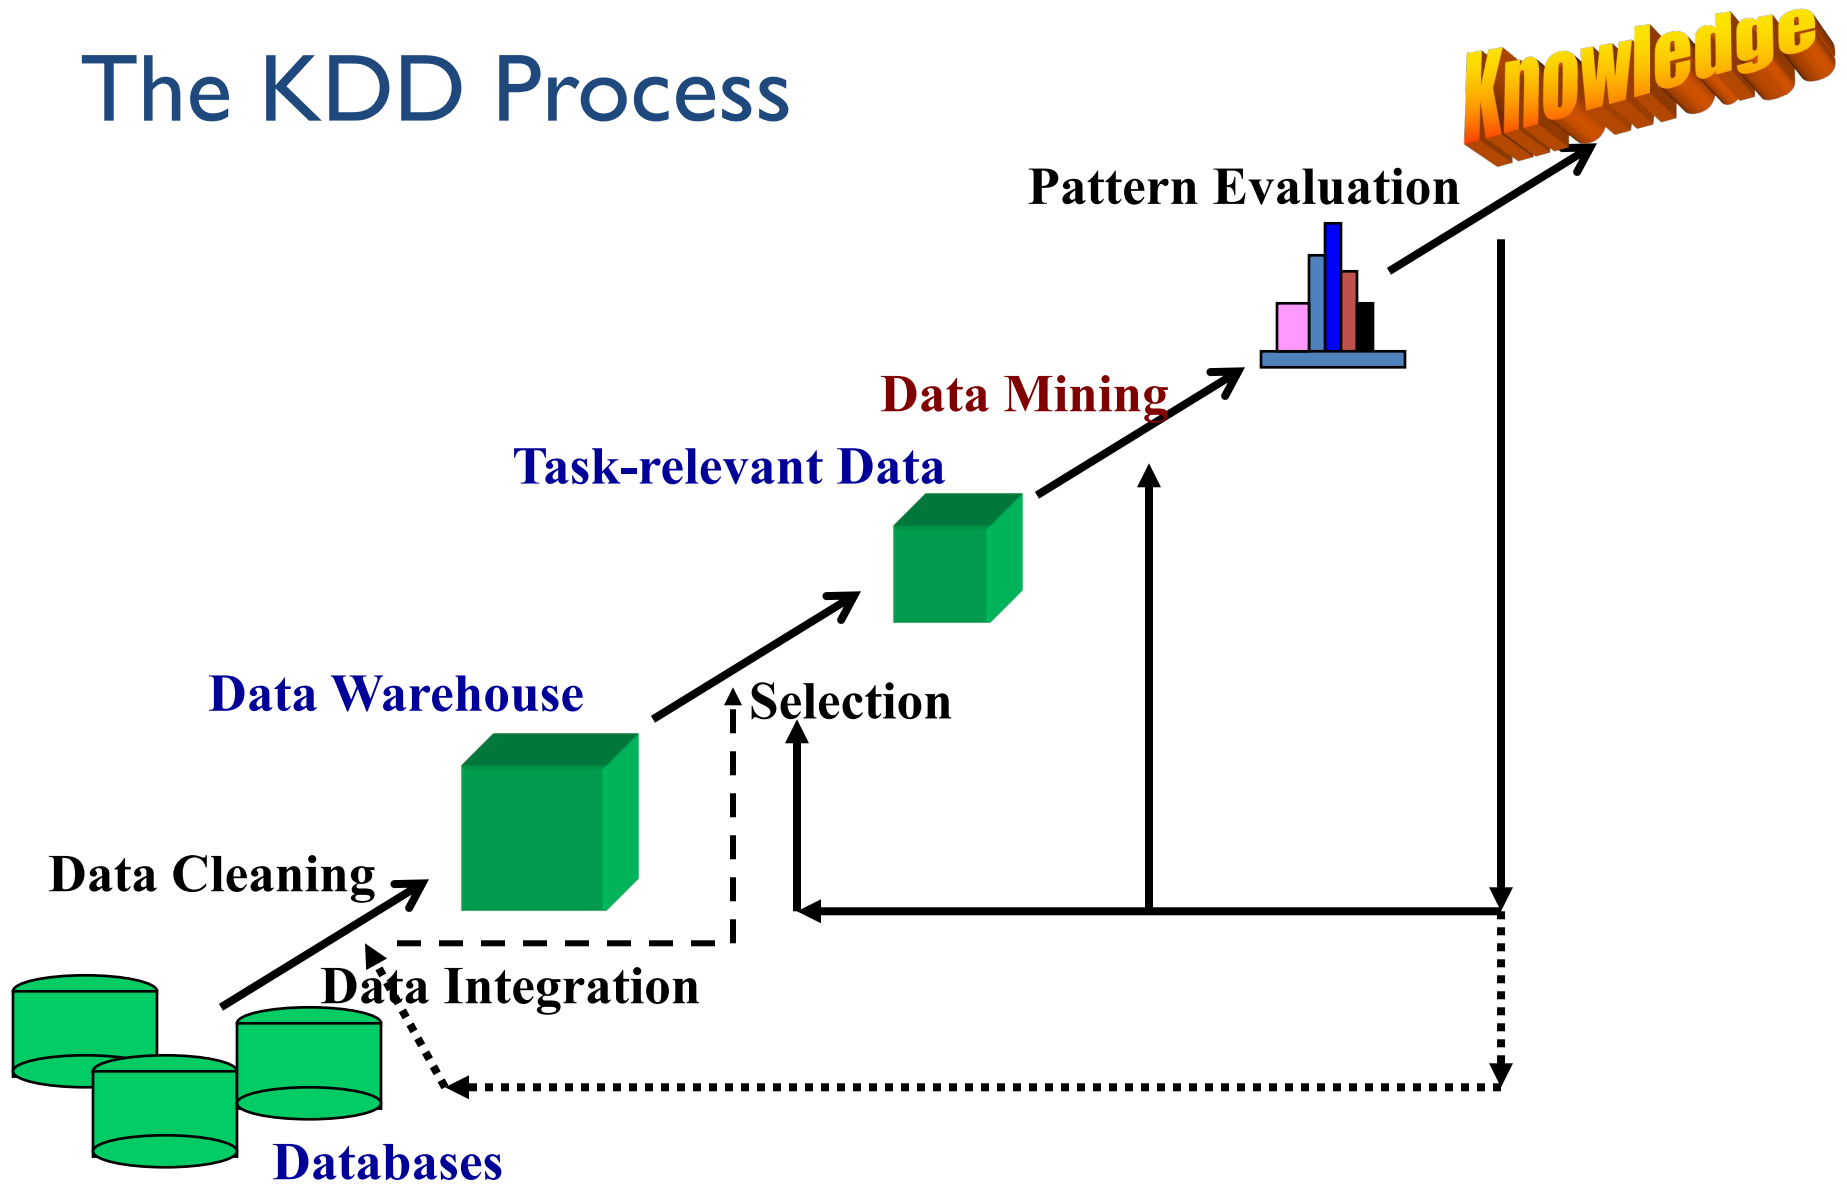 The KDD Process
Knowledge
Pattern Evaluation
Data Mining
Task-relevant Data
Data Warehouse
Selection
Data Cleaning
Data Integration
Databases